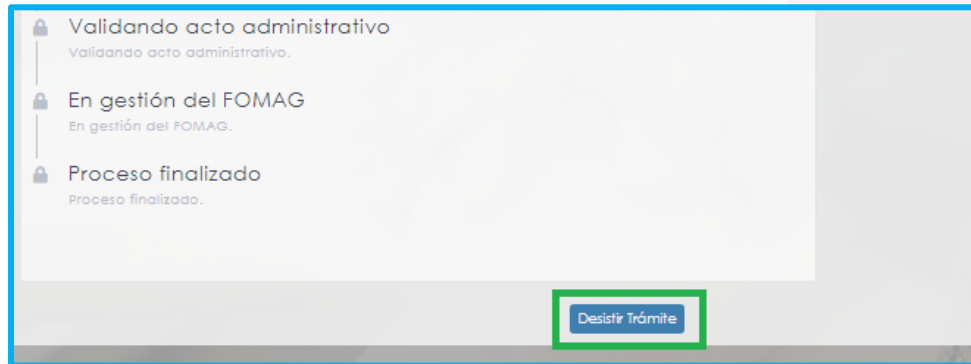 Validando acto administrativo
Validando acto administrativo.
En gestión del FOMAG
En gestión del FOMAG.
Proceso finalizado
Proceso finalizado.
Desistir Trámite